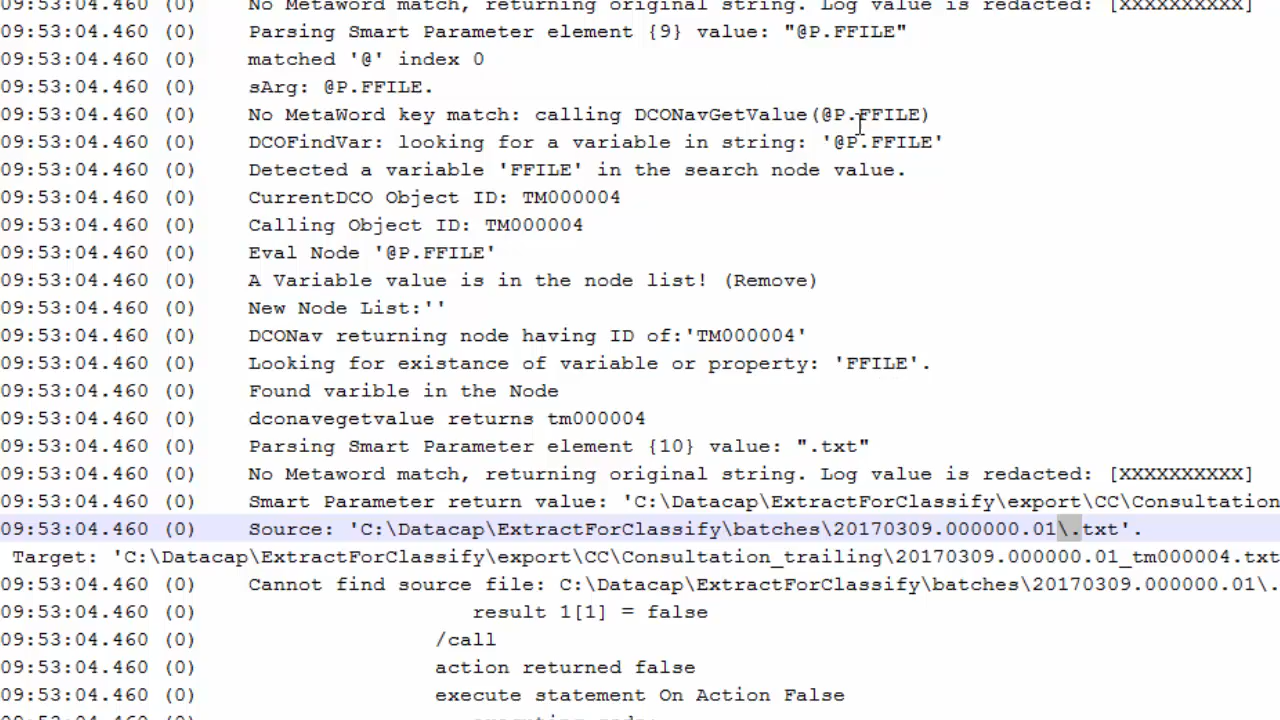 09:53:04.460 (0) No Metaword match, returning original string. Log value is redacted: [XXXXXXXXXX]
09:53:04.460 (0) Parsing Smart Parameter element {9} value: "@P.FFILE"
09:53:04.460 (0) matched '@' index 0
09:53:04.460 (0) sArg: @P.FFILE.
09:53:04.460 (0) No MetaWord key match: calling DCONavGetValue(@P.FFILE)
09:53:04.460 (0) DCOFindVar: looking for a variable in string: '@P.FFILE'
09:53:04.460 (0) Detected a variable 'FFILE' in the search node value.
09:53:04.460 (0) CurrentDCO Object ID: TM000004
09:53:04.460 (0) Calling Object ID: TM000004
09:53:04.460 (0) Eval Node '@P.FFILE'
09:53:04.460 (0) A Variable value is in the node list! (Remove)
09:53:04.460 (0) New Node List:''
09:53:04.460 (0) DCONav returning node having ID of:'TM000004'
09:53:04.460 (0) Looking for existance of variable or property: 'FFILE'.
09:53:04.460 (0) Found varible in the Node
09:53:04.460 (0) dconavegetvalue returns tm000004
09:53:04.460 (0) Parsing Smart Parameter element {10} value: ".txt"
09:53:04.460 (0) No Metaword match, returning original string. Log value is redacted: [XXXXXXXXXX]
09:53:04.460 (0) Smart Parameter return value: 'C:\Datacap\ExtractForClassify\export\CC\Consultation
09:53:04.460 (0) Source: 'C:\Datacap\ExtractForClassify\batches\20170309.000000.01\.txt'.
Target: 'C:\Datacap\ExtractForClassify\export\CC\Consultation_trailing\20170309.000000.01_tm000004.txt
09:53:04.460 (0) Cannot find source file: C:\Datacap\ExtractForClassify\batches\20170309.000000.01\.
09:53:04.460 (0) result 1[1] = false
09:53:04.460 (0) /call
09:53:04.460 (0) action returned false
09:53:04.460 (0) execute statement On Action False